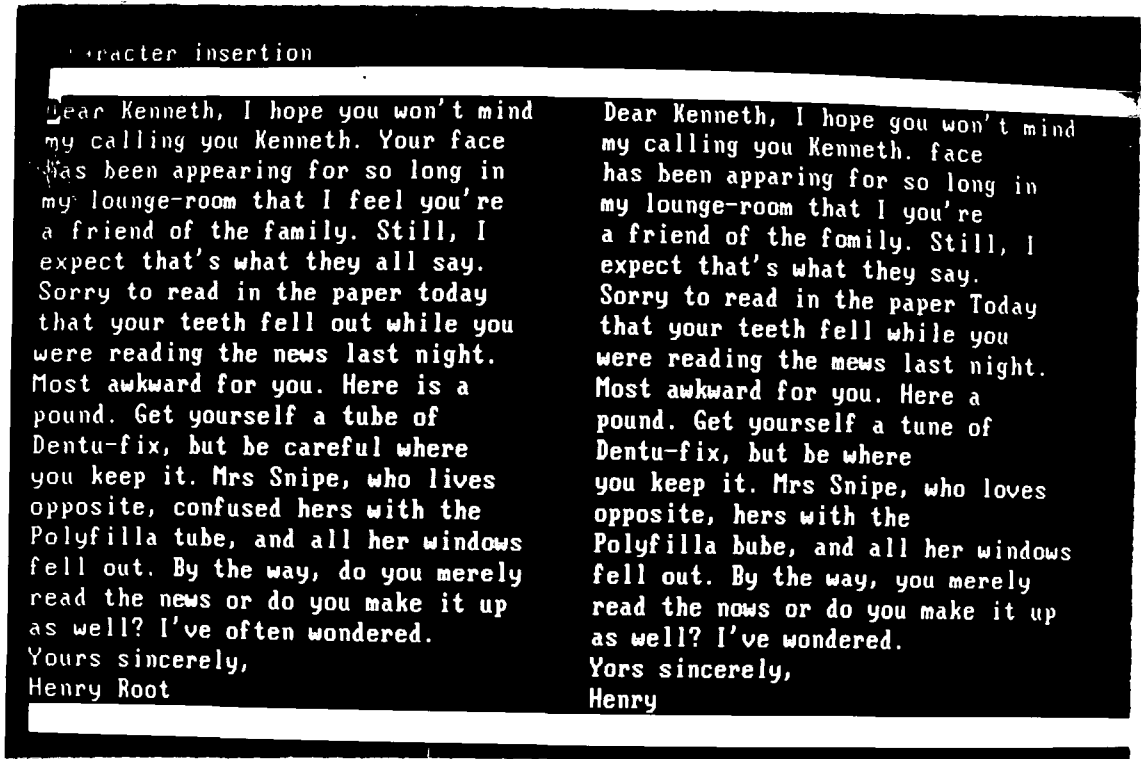 racter insertion
Dear Kenneth, I hope you won't mind
my calling you Kenneth. Your face
has been appearing for so long in
my lounge-room that I feel you're
a friend of the family. Still, I
expect that's what they all say.
Sorry to read in the paper today
that your teeth fell out while you
were reading the news last night.
Most awkward for you. Here is a
pound. Get yourself a tube of
Dentu-fix, but be careful where
you keep it. Mrs Snipe, who lives
opposite, confused hers with the
Polyfilla tube, and all her windows
fell out. By the way, do you merely
read the news or do you make it up
as well? I've often wondered.
Yours sincerely,
Henry Root
Dear Kenneth, I hope gou won't mind
my calling you Kenneth. face
has been apparing for so long in
my lounge-room that I you're
a friend of the fomily. Still, I
expect that's what they say.
Sorry to read in the paper Today
that your teeth fell while you
were reading the mews last night.
Most awkward for you. Here a
pound. Get yourself a tune of
Dentu-fix, but be where
you keep it. Mrs Snipe, who loves
opposite, hers with the
Polyfilla bube, and all her windows
fell out. By the way, you merely
read the nows or do you make it up
as well? I've wondered.
Yors sincerely,
Henry